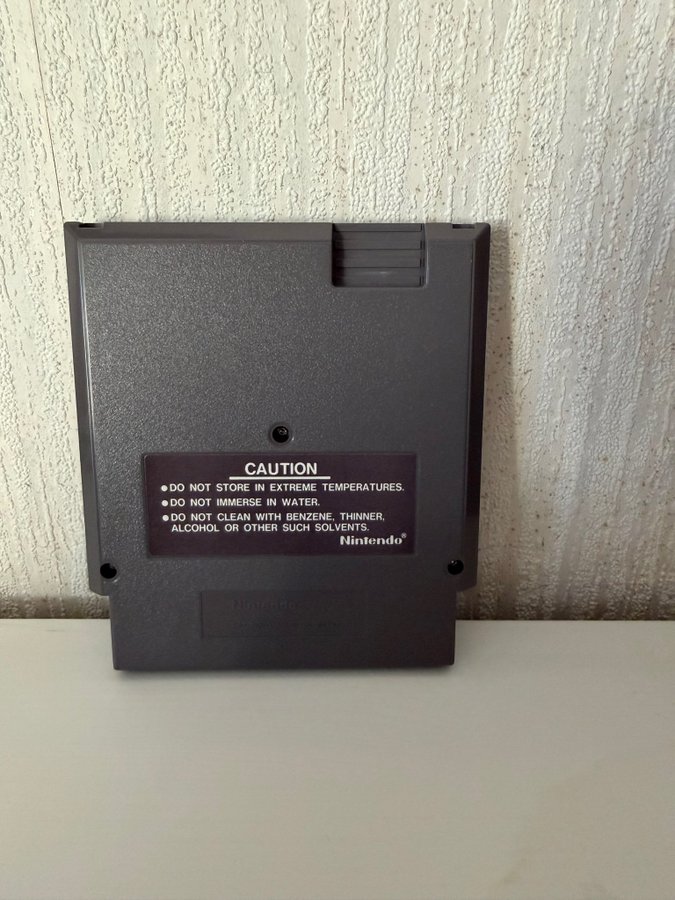 CAUTION
●DO NOT STORE IN EXTREME TEMPERATURES.
●DO NOT IMMERSE IN WATER.
●DO NOT CLEAN WITH BENZENE, THINNER,
ALCOHOL OR OTHER SUCH SOLVENTS.
Nintendo®
Nintendo